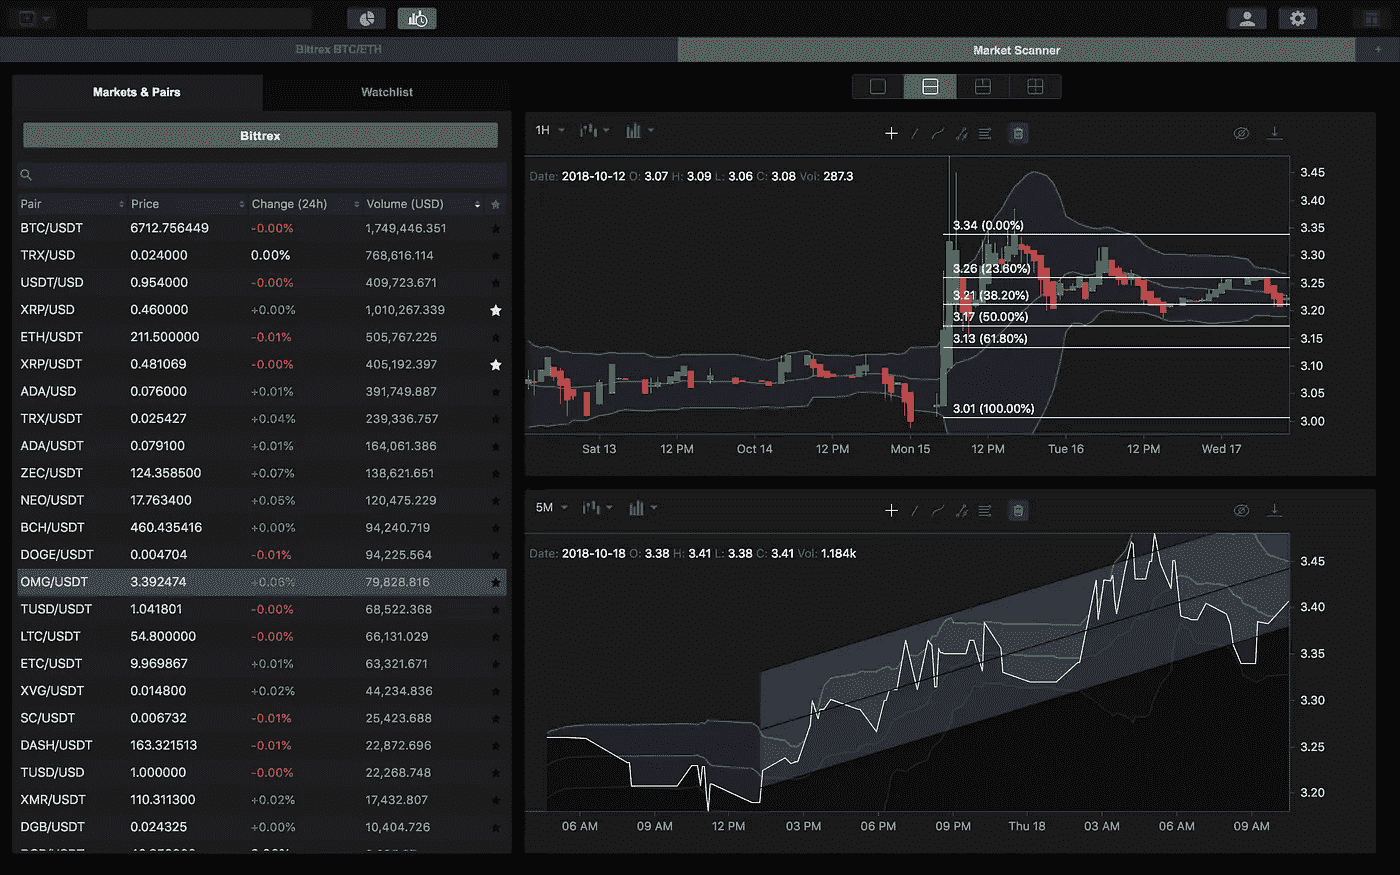 Bittrex BTC/ETH
Market Scanner
+
Markets & Pairs
Watchlist
Bittrex
Pair Price Change (24h) Volume (USD)
BTC/USDT 6712.756449 -0.00% 1,749,446.351
TRX/USD 0.024000 0.00% 768,616.114
USDT/USD 0.954000 -0.00% 409,723.671
XRP/USD 0.460000 +0.00% 1,010,267.339
ETH/USDT 211.500000 -0.01% 505,767.225
XRP/USDT 0.481069 -0.00% 405,192.397
ADA/USD 0.076000 +0.01% 391,749.887
TRX/USDT 0.025427 +0.04% 239,336.757
ADA/USDT 0.079100 +0.01% 164,061.386
ZEC/USDT 124.358500 +0.07% 138,621.651
NEO/USDT 17.763400 +0.05% 120,475.229
BCH/USDT 460.435416 +0.00% 94,240.719
DOGE/USDT 0.004704 -0.01% 94,225.564
OMG/USDT 3.392474 +0.06% 79,828.816
TUSD/USDT 1.041801 -0.00% 68,522.368
LTC/USDT 54.800000 -0.00% 66,131.029
ETC/USDT 9.969867 +0.01% 63,321.671
XVG/USDT 0.014800 +0.02% 44,234.836
SC/USDT 0.006732 -0.01% 25,423.688
DASH/USDT 163.321513 -0.01% 22,872.696
TUSD/USD 1.000000 -0.00% 22,268.748
XMR/USDT 110.311300 +0.02% 17,432.807
DGB/USDT 0.024325 +0.00% 10,404.726
1H
Date: 2018-10-12 O: 3.07 H: 3.09 L: 3.06 C: 3.08 Vol: 287.3
3.34 (0.00%)
3.26 (23.60%)
3.21 (38.20%)
3.17 (50.00%)
3.13 (61.80%)
3.01 (100.00%)
3.45
3.40
3.35
3.30
3.25
3.20
3.15
3.10
3.05
3.00
Sat 13 12 PM Oct 14 12 PM Mon 15 12 PM Tue 16 12 PM Wed 17
5M
Date: 2018-10-18 O: 3.38 H: 3.41 L: 3.38 C: 3.41 Vol: 1.184k
3.45
3.40
3.35
3.30
3.25
3.20
06 AM 09 AM 12 PM 03 PM 06 PM 09 PM Thu 18 03 AM 06 AM 09 AM